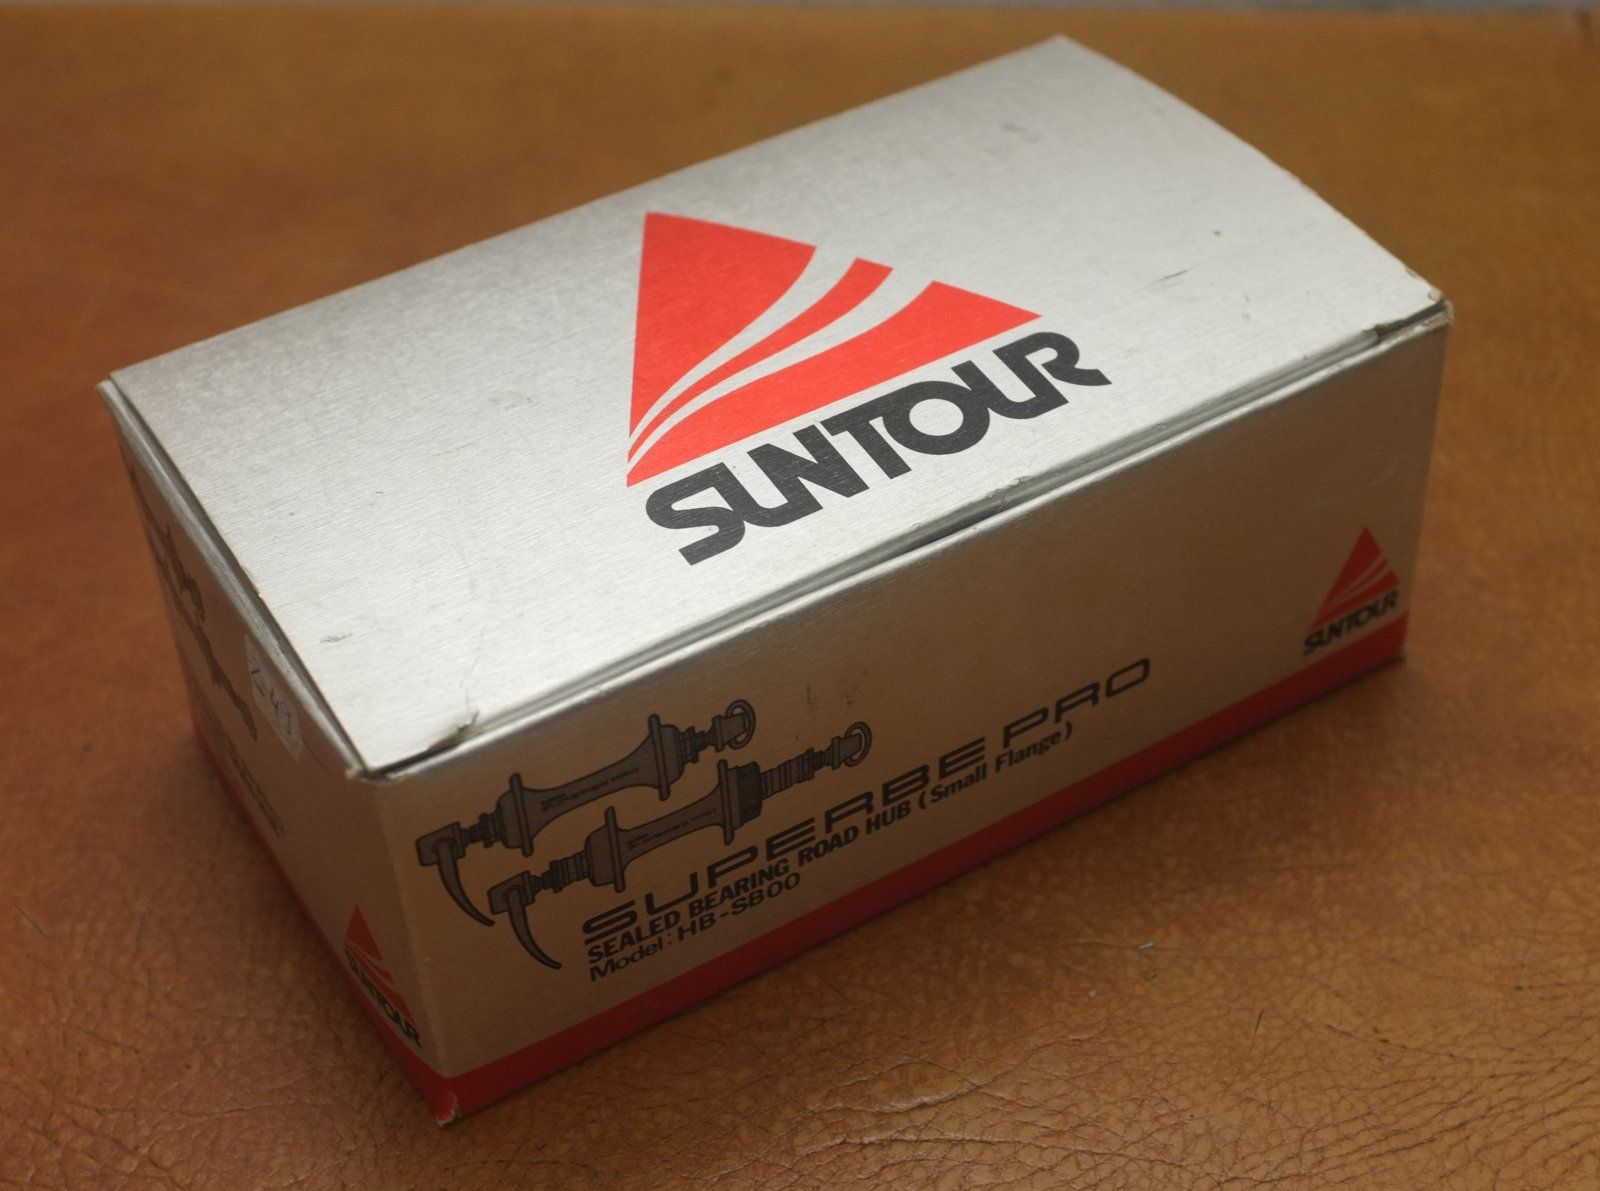 SUNTOUR
SUNTOUR
SUPERBE PRO
SEALED BEARING ROAD HUB (Small Flange)
Model: HB-SB00
SUNTOUR